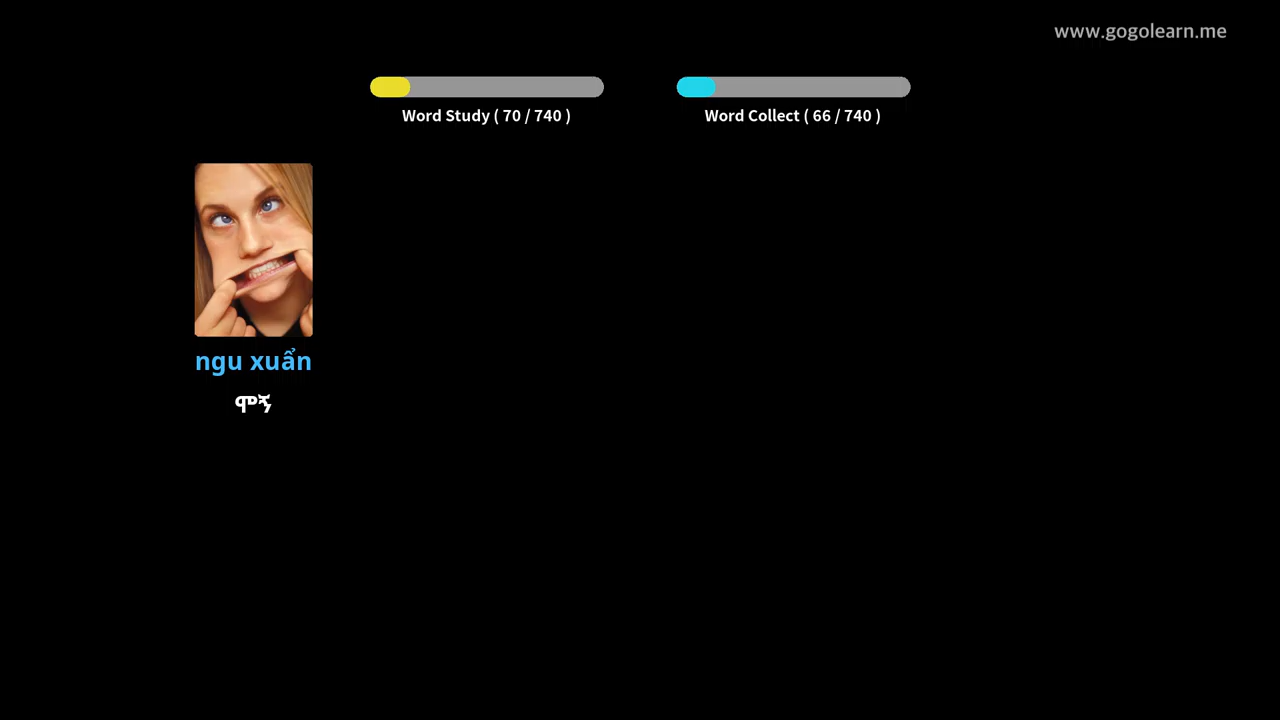 www.gogolearn.me
Word Study ( 70 / 740 )
Word Collect ( 66 / 740 )
ngu xuẩn
ሞኝ